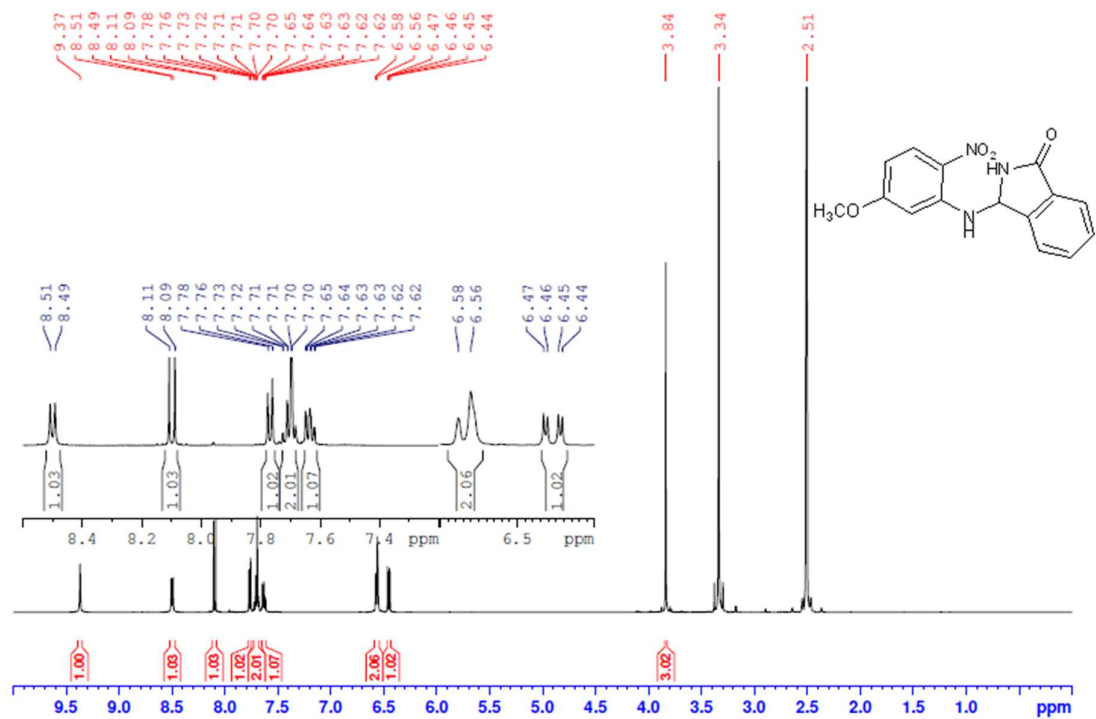 9.37 8.51 8.49 8.11 8.09 7.78 7.76 7.73 7.72 7.71 7.71 7.70 7.70 7.65 7.64 7.63 7.63 7.62 7.62 6.58 6.56 6.47 6.46 6.45 6.44
3.84 3.34 2.51
NO2
HN
O
H3CO
N
H
8.51 8.49 8.11 8.09 7.78 7.76 7.73 7.72 7.71 7.71 7.70 7.70 7.65 7.64 7.63 7.63 7.62 7.62 6.58 6.56 6.47 6.46 6.45 6.44
1.03 1.03 1.02 2.01 1.07 2.06 1.02
8.4 8.2 8.0 7.8 7.6 7.4 ppm 6.5 ppm
1.00 1.03 1.03 1.02 2.01 1.07 2.06 1.02 3.02
9.5 9.0 8.5 8.0 7.5 7.0 6.5 6.0 5.5 5.0 4.5 4.0 3.5 3.0 2.5 2.0 1.5 1.0 ppm